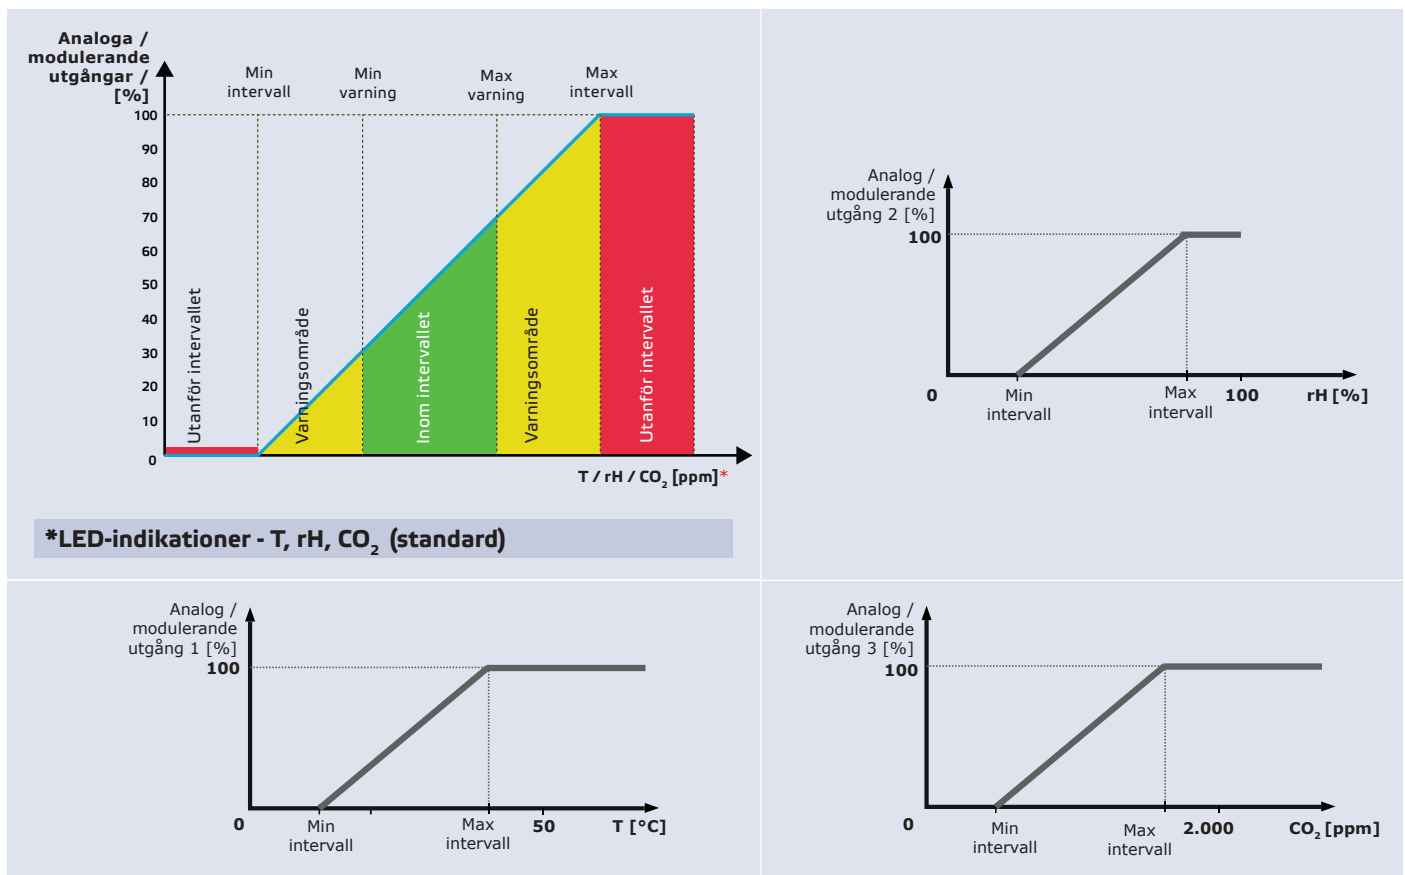 Analoga /
modulerande
utgångar /
[%]
Min
intervall
Min
varning
Max
varning
Max
intervall
100
90
80
70
60
50
40
30
20
10
0
Utanför intervallet
Varningsområde
Inom intervallet
Varningsområde
Utanför intervallet
T / rH / CO₂ [ppm]*
*LED-indikationer - T, rH, CO₂ (standard)
Analog /
modulerande
utgång 2 [%]
100
0
Min
intervall
Max
intervall
100
rH [%]
Analog /
modulerande
utgång 1 [%]
100
0
Min
intervall
Max
intervall
50
T [°C]
Analog /
modulerande
utgång 3 [%]
100
0
Min
intervall
Max
intervall
2.000
CO₂ [ppm]